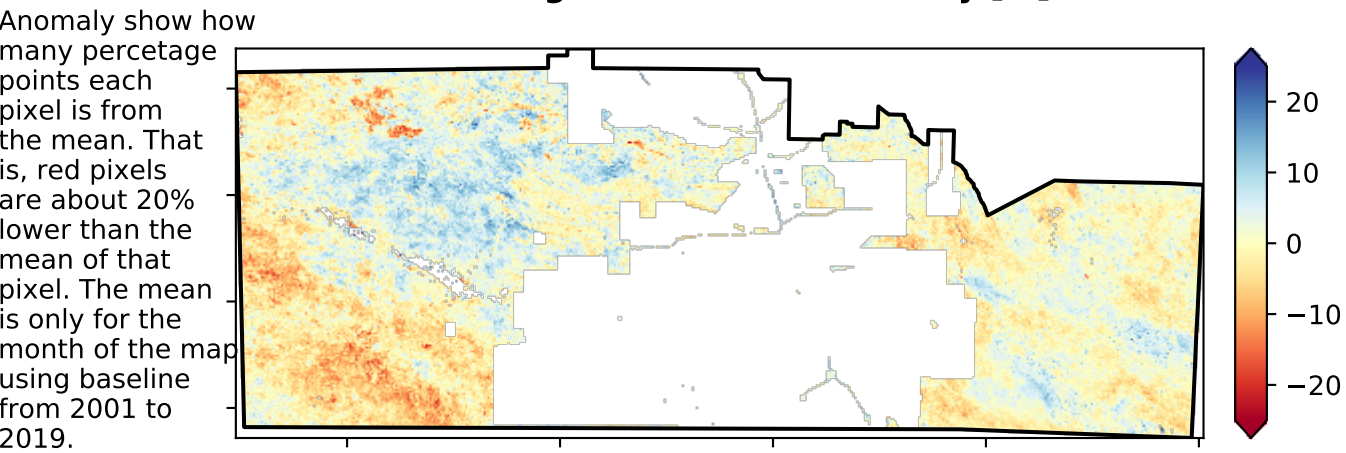 Anomaly show how
many percetage
points each
pixel is from
the mean. That
is, red pixels
are about 20%
lower than the
mean of that
pixel. The mean
is only for the
month of the map
using baseline
from 2001 to
2019.
20
10
0
−10
−20